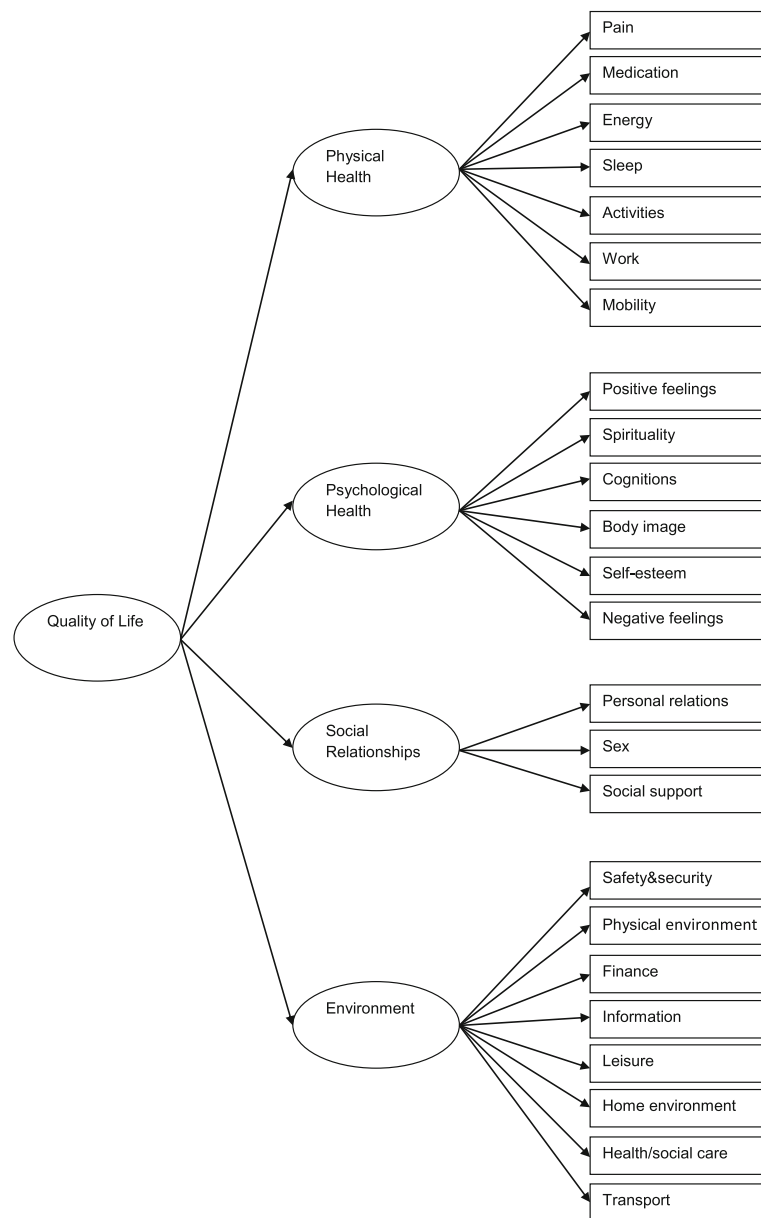 Pain
Medication
Energy
Physical
Health
Sleep
Activities
Work
Mobility
Positive feelings
Spirituality
Cognitions
Psychological
Health
Body image
Self-esteem
Negative feelings
Quality of Life
Personal relations
Social
Relationships
Sex
Social support
Safety&security
Physical environment
Finance
Environment
Information
Leisure
Home environment
Health/social care
Transport